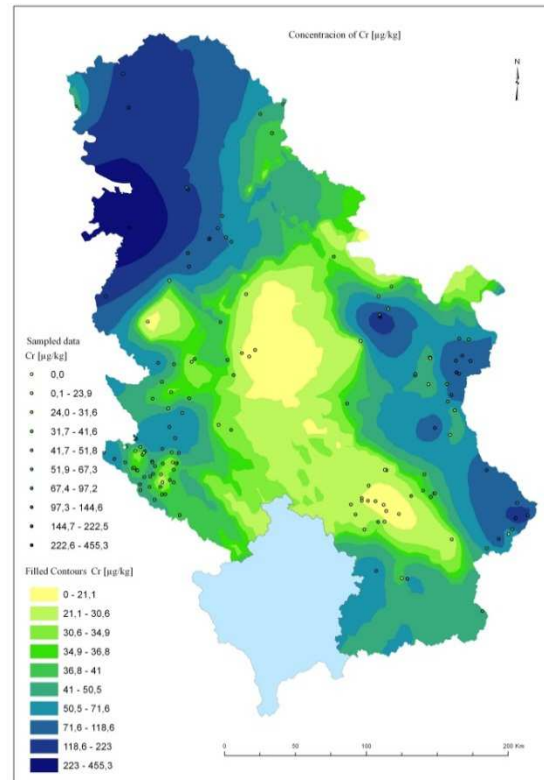 Concentracion of Cr [µg/kg]
N
Sampled data
Cr [µg/kg]
0,0
0,1 - 23,9
24,0 - 31,6
31,7 - 41,6
41,7 - 51,8
51,9 - 67,3
67,4 - 97,2
97,3 - 144,6
144,7 - 222,5
222,6 - 455,3
Filled Contours Cr [µg/kg]
0 - 21,1
21,1 - 30,6
30,6 - 34,9
34,9 - 36,8
36,8 - 41
41 - 50,5
50,5 - 71,6
71,6 - 118,6
118,6 - 223
223 - 455,3
0 100 200 Km